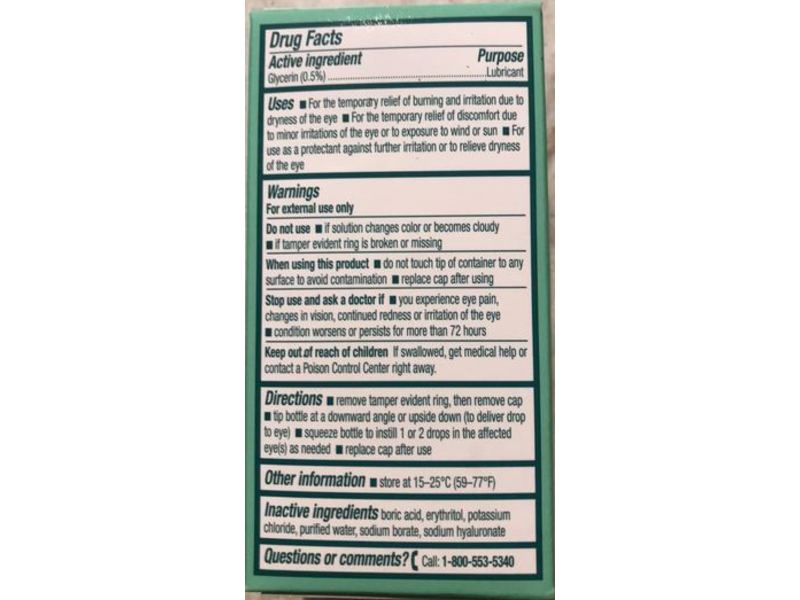 Drug Facts
Active ingredient Purpose
Glycerin (0.5%) ........................................................ Lubricant
Uses ■ For the temporary relief of burning and irritation due to
dryness of the eye ■ For the temporary relief of discomfort due
to minor irritations of the eye or to exposure to wind or sun ■ For
use as a protectant against further irritation or to relieve dryness
of the eye
Warnings
For external use only
Do not use ■ if solution changes color or becomes cloudy
■ if tamper evident ring is broken or missing
When using this product ■ do not touch tip of container to any
surface to avoid contamination ■ replace cap after using
Stop use and ask a doctor if ■ you experience eye pain,
changes in vision, continued redness or irritation of the eye
■ condition worsens or persists for more than 72 hours
Keep out of reach of children If swallowed, get medical help or
contact a Poison Control Center right away.
Directions ■ remove tamper evident ring, then remove cap
■ tip bottle at a downward angle or upside down (to deliver drop
to eye) ■ squeeze bottle to instill 1 or 2 drops in the affected
eye(s) as needed ■ replace cap after use
Other information ■ store at 15–25°C (59–77°F)
Inactive ingredients boric acid, erythritol, potassium
chloride, purified water, sodium borate, sodium hyaluronate
Questions or comments? Call: 1-800-553-5340